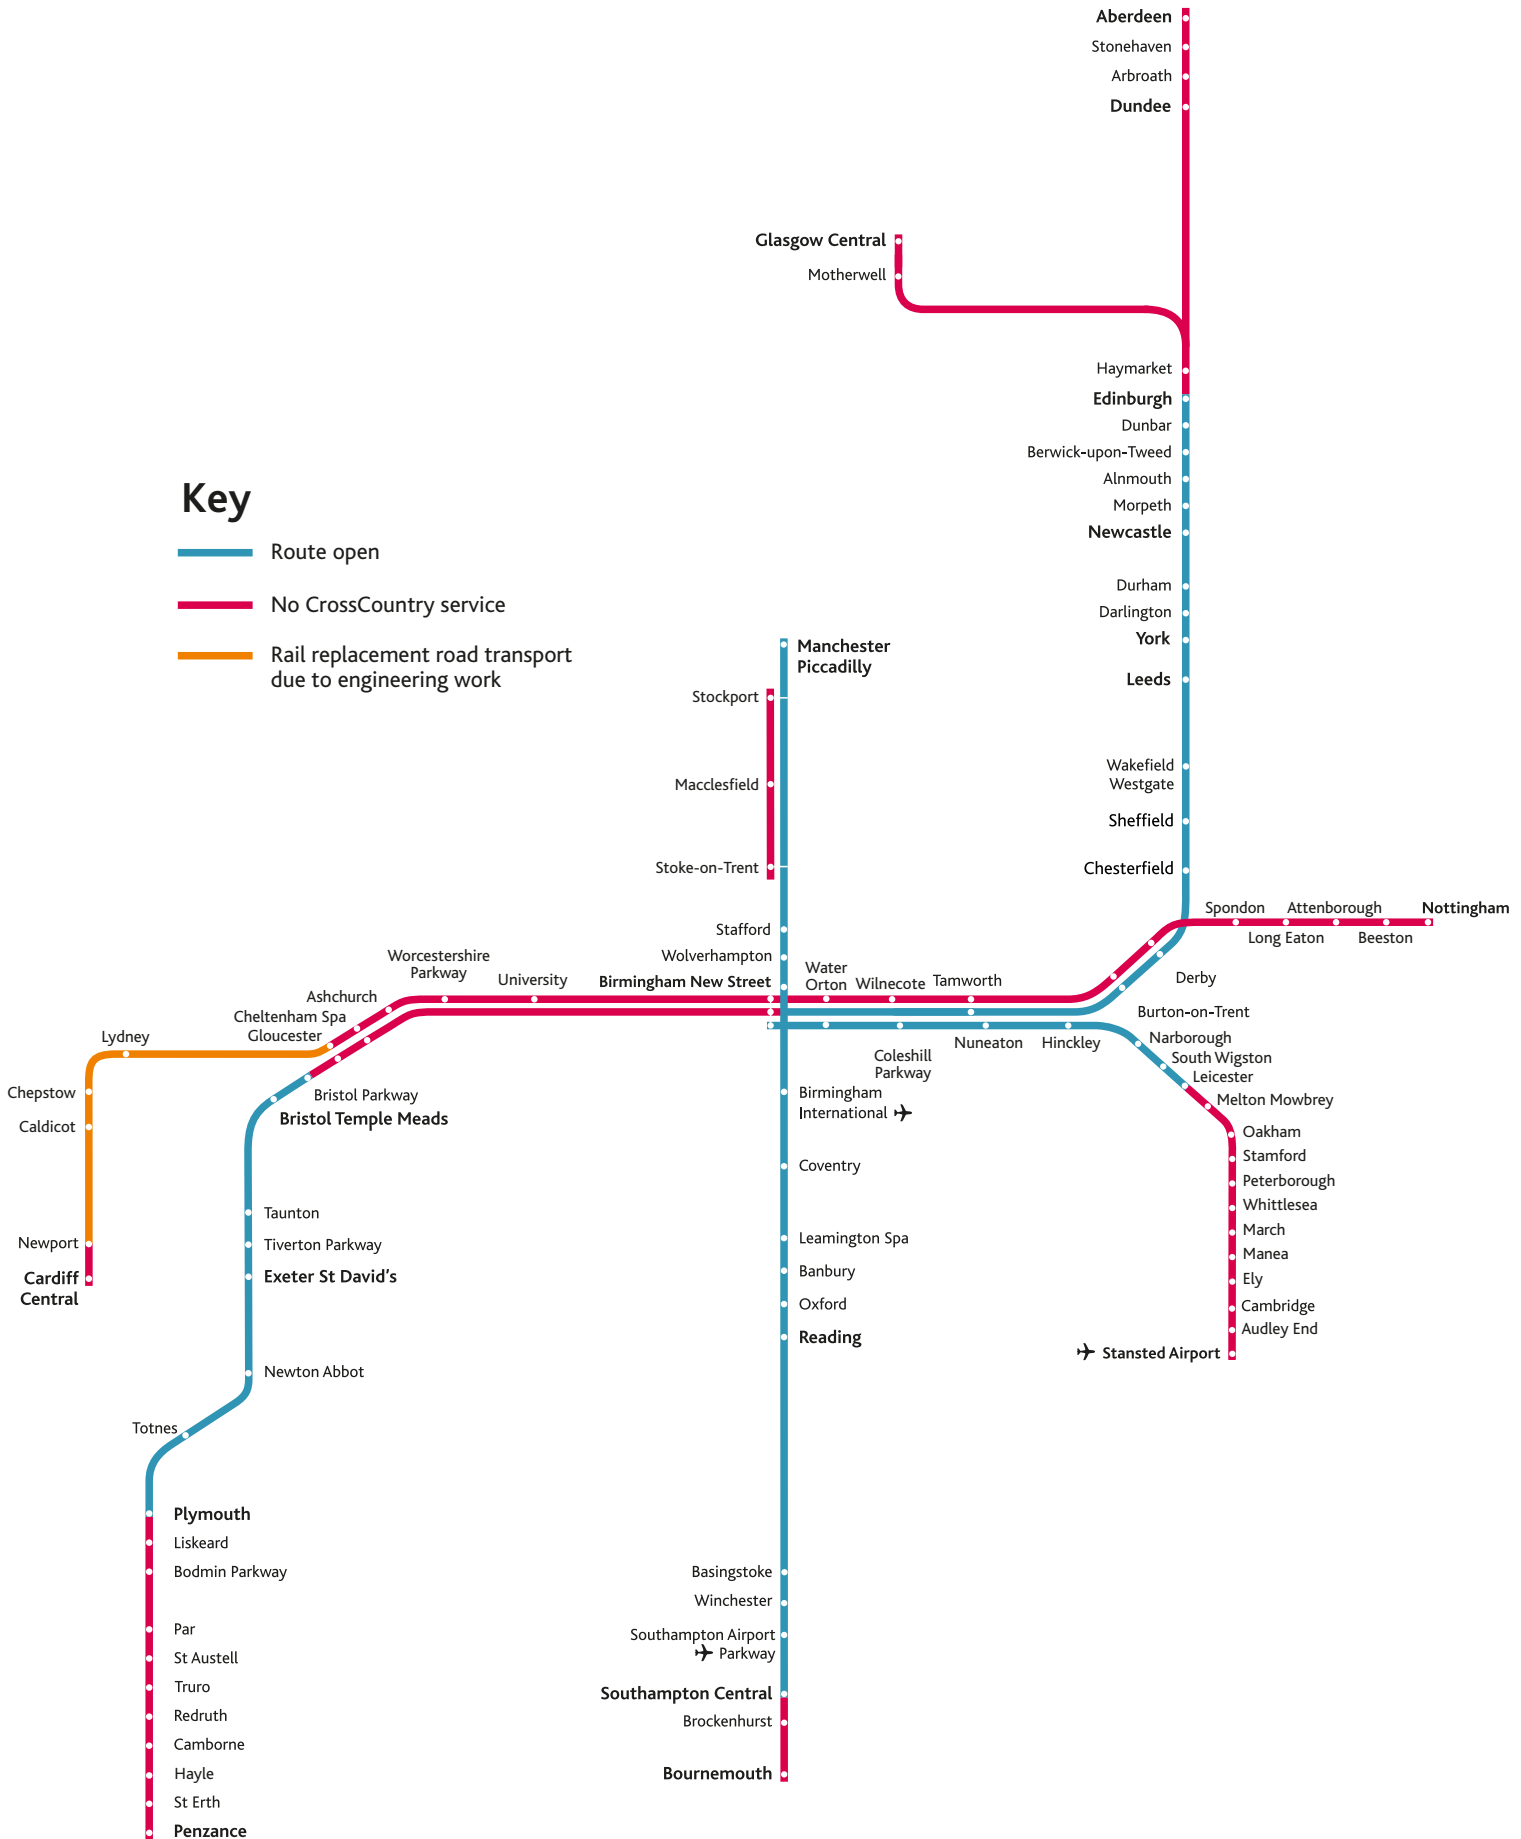 Aberdeen
Stonehaven
Arbroath
Dundee
Glasgow Central
Motherwell
Haymarket
Edinburgh
Dunbar
Berwick-upon-Tweed
Alnmouth
Morpeth
Newcastle
Durham
Darlington
York
Leeds
Wakefield
Westgate
Sheffield
Chesterfield
Key
Route open
No CrossCountry service
Rail replacement road transport
due to engineering work
Manchester
Piccadilly
Stockport
Macclesfield
Stoke-on-Trent
Stafford
Wolverhampton
Birmingham New Street
Spondon
Attenborough
Nottingham
Long Eaton
Beeston
Derby
Burton-on-Trent
Water
Orton
Wilnecote
Tamworth
Worcestershire
Parkway
University
Ashchurch
Cheltenham Spa
Gloucester
Lydney
Chepstow
Caldicot
Newport
Cardiff
Central
Bristol Parkway
Bristol Temple Meads
Taunton
Tiverton Parkway
Exeter St David's
Newton Abbot
Totnes
Plymouth
Liskeard
Bodmin Parkway
Par
St Austell
Truro
Redruth
Camborne
Hayle
St Erth
Penzance
Coleshill
Parkway
Nuneaton
Hinckley
Narborough
South Wigston
Leicester
Melton Mowbrey
Oakham
Stamford
Peterborough
Whittlesea
March
Manea
Ely
Cambridge
Audley End
Stansted Airport
Birmingham
International
Coventry
Leamington Spa
Banbury
Oxford
Reading
Basingstoke
Winchester
Southampton Airport
Parkway
Southampton Central
Brockenhurst
Bournemouth